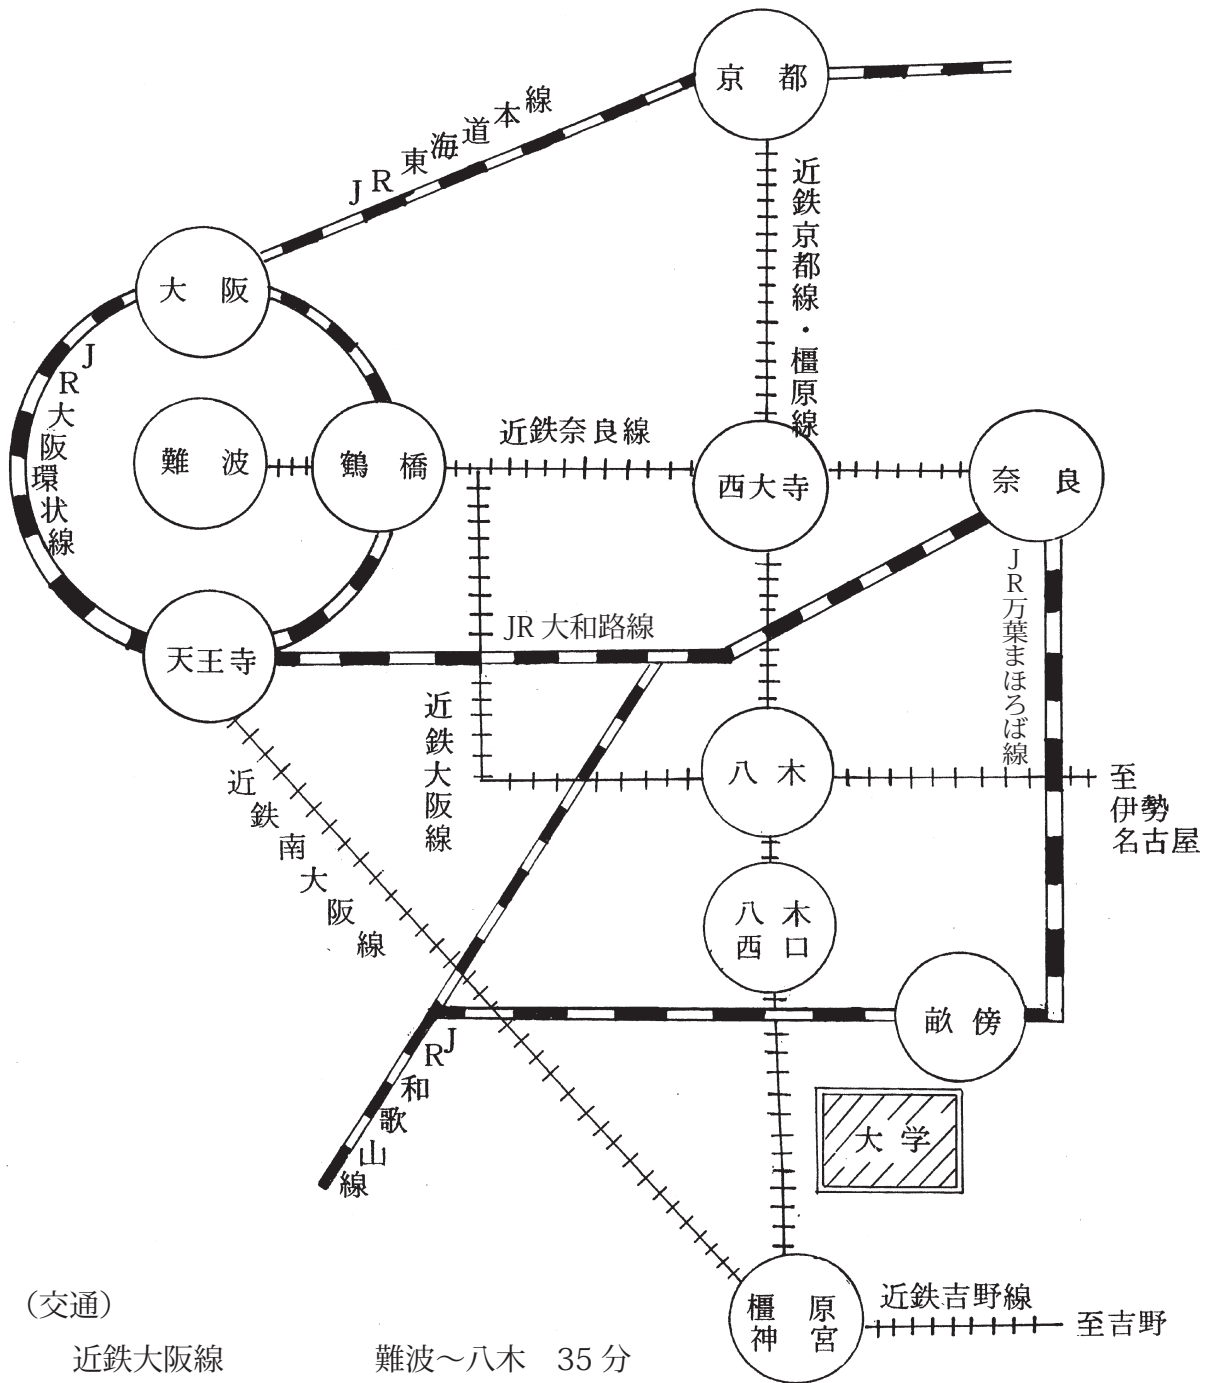 京都
JR東海道本線
近鉄京都線・橿原線
大阪
JR大阪環状線
難波
鶴橋
近鉄奈良線
西大寺
奈良
天王寺
JR大和路線
JR万葉まほろば線
近鉄大阪線
八木
至
伊勢
名古屋
近鉄南大阪線
八木
西口
畝傍
JR和歌山線
大学
橿原
神宮
近鉄吉野線
至吉野
（交通）
近鉄大阪線　難波～八木　35分